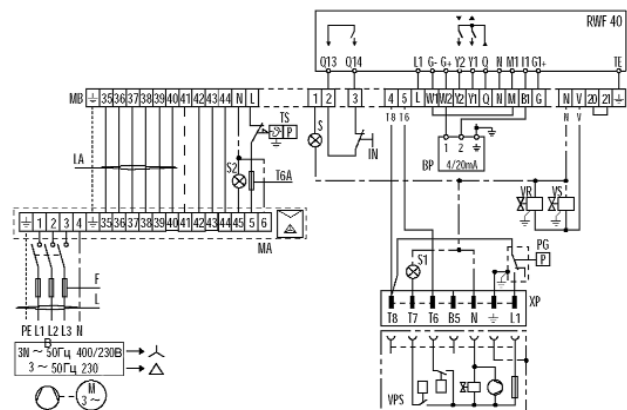 RWF 40
Q13 Q14 L1 G- G+ Y2 Y1 Q N M1 I1 G1+ TE
MB 35 36 37 38 39 40 41 42 43 44 N L 1 2 3 4 5 L W1 W2 Y2 Y1 Q N M B1 G N V 20 21
T8 T6 N V
TS
P
S
IN
1 2
BP 4/20mA
LA
S2
T6A
VR VS
1 2 3 4 35 36 37 38 39 40 41 42 43 44 45 5 6
MA
S1
PG
P
F
L
XP
T8 T7 T6 B5 N L1
PE L1 L2 L3 N
B
3N ~ 50Гц 400/230В
3 ~ 50Гц 230
M
3 ~
VPS